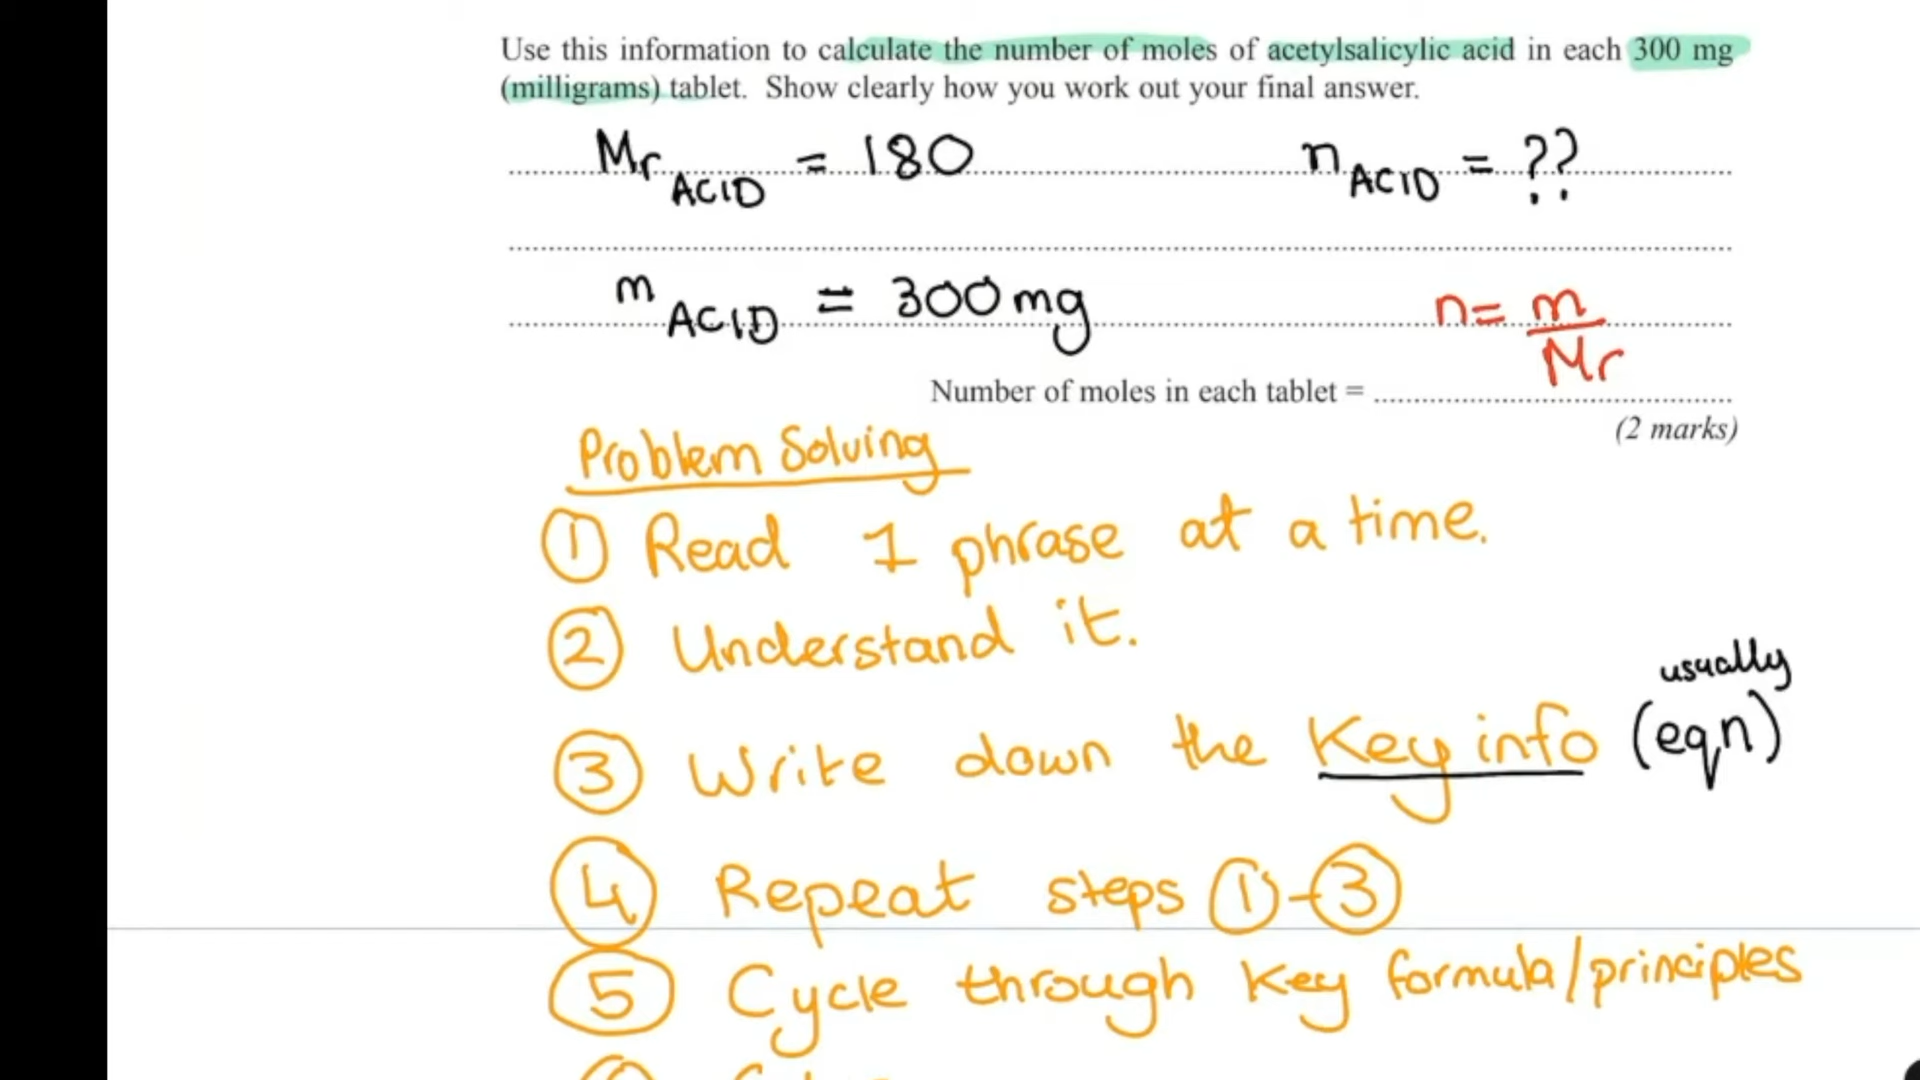 Use this information to calculate the number of moles of acetylsalicylic acid in each 300 mg
(milligrams) tablet. Show clearly how you work out your final answer.
Mr ACID = 180 n ACID = ??
m ACID = 300 mg n = m/Mr
Number of moles in each tablet =
(2 marks)
Problem Solving
① Read 1 phrase at a time.
② Understand it.
usually
③ Write down the Key info (eqn)
④ Repeat steps ①-③
⑤ Cycle through key formula/principles